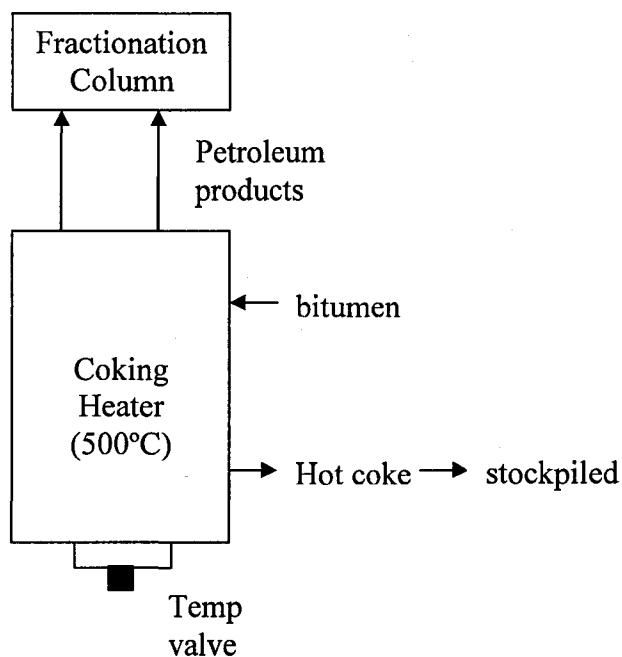 Fractionation
Column
Petroleum
products
bitumen
Coking
Heater
(500ºC)
Hot coke
stockpiled
Temp
valve